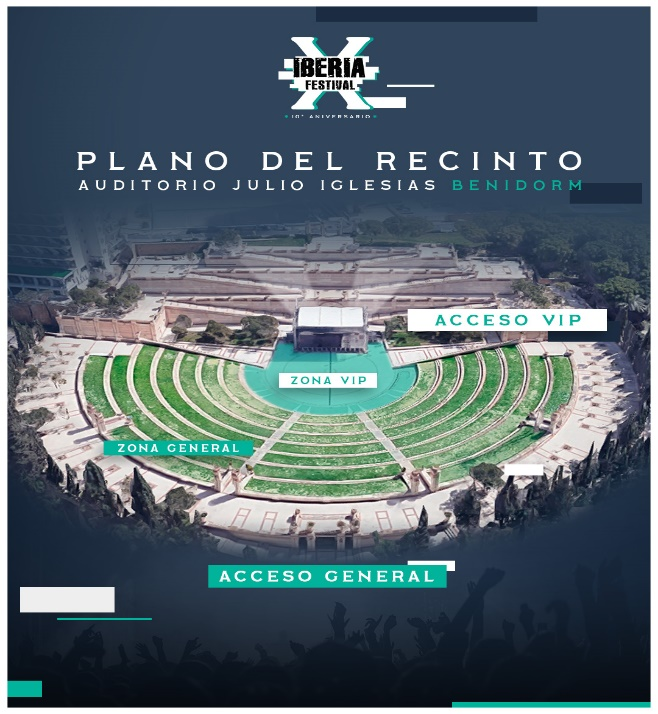 X
IBERIA
FESTIVAL
10º ANIVERSARIO
PLANO DEL RECINTO
AUDITORIO JULIO IGLESIAS BENIDORM
ACCESO VIP
ZONA VIP
ZONA GENERAL
ACCESO GENERAL